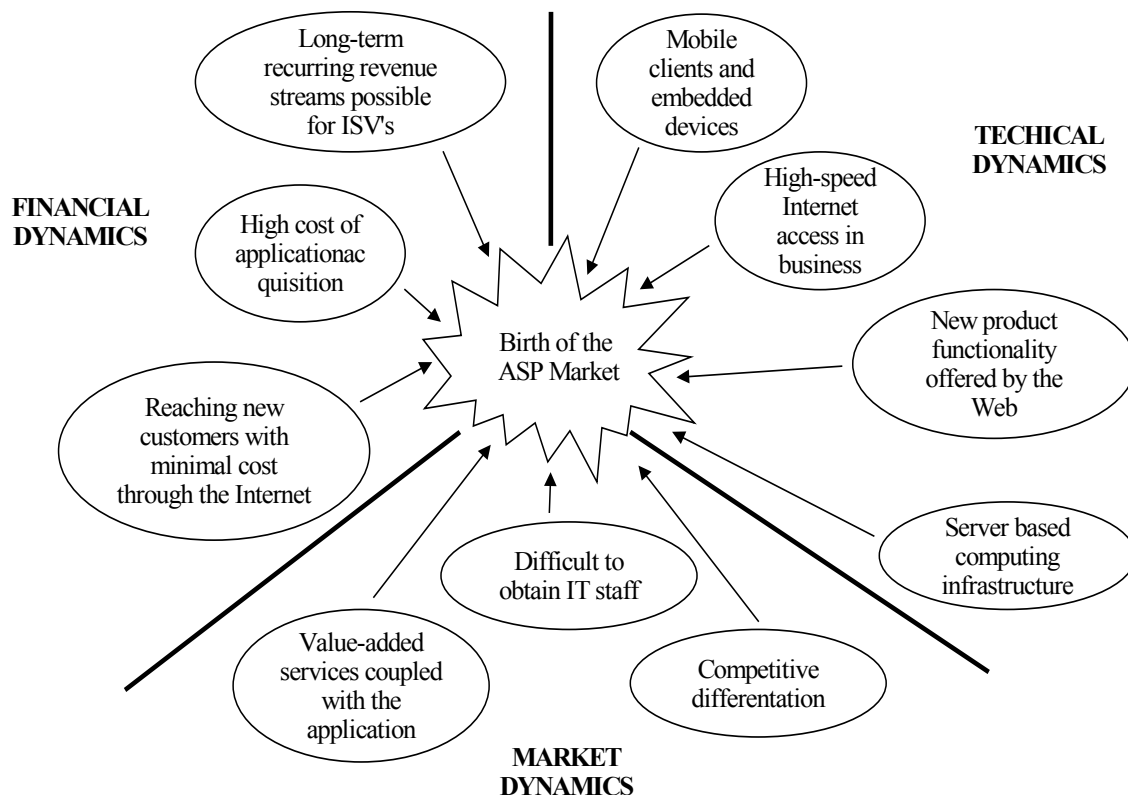 Long-term
recurring revenue
streams possible
for ISV's
Mobile
clients and
embedded
devices
TECHICAL
DYNAMICS
FINANCIAL
DYNAMICS
High cost of
applicationac
quisition
High-speed
Internet
access in
business
Birth of the
ASP Market
New product
functionality
offered by the
Web
Reaching new
customers with
minimal cost
through the Internet
Difficult to
obtain IT staff
Server based
computing
infrastructure
Value-added
services coupled
with the
application
Competitive
differentation
MARKET
DYNAMICS